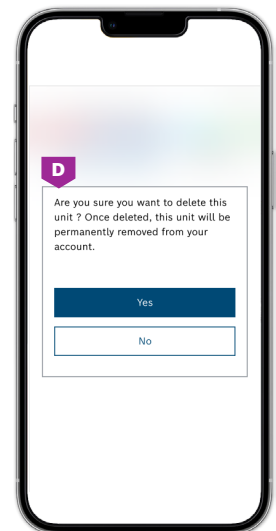 D
Are you sure you want to delete this
unit ? Once deleted, this unit will be
permanently removed from your
account.
Yes
No